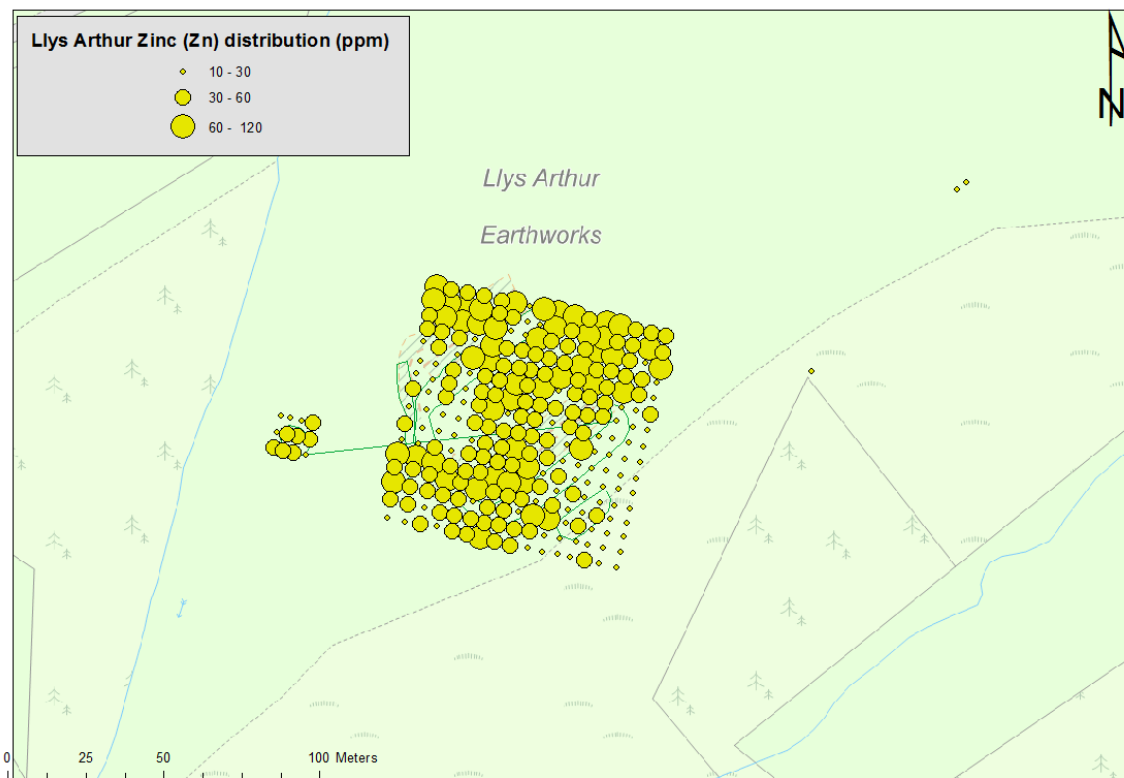 Llys Arthur Zinc (Zn) distribution (ppm)
10 - 30
30 - 60
60 - 120
N
Llys Arthur
Earthworks
0 25 50 100 Meters